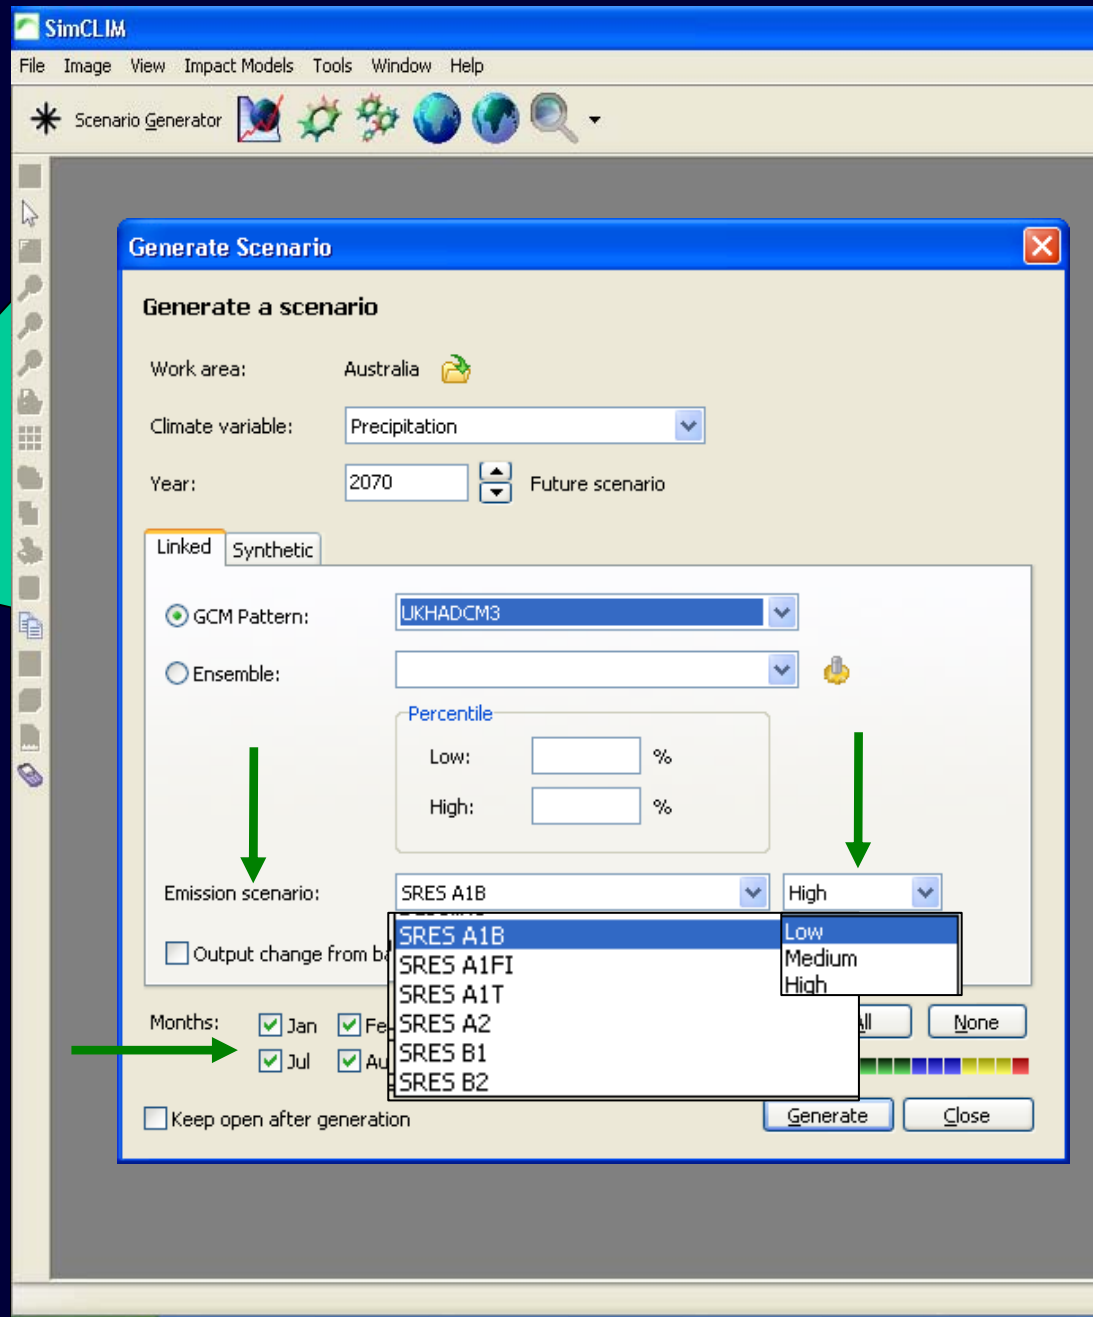 SimCLIM
File Image View Impact Models Tools Window Help
Scenario Generator
Generate Scenario
Generate a scenario
Work area: Australia
Climate variable: Precipitation
Year: 2070 Future scenario
Linked Synthetic
GCM Pattern: UKHADCM3
Ensemble:
Percentile
Low: %
High: %
Emission scenario: SRES A1B High
SRES A1B Low
Output change from
SRES A1FI Medium
SRES A1T High
Months: Jan
SRES A2 None
Jul
SRES B1
SRES B2
Keep open after generation Generate Close